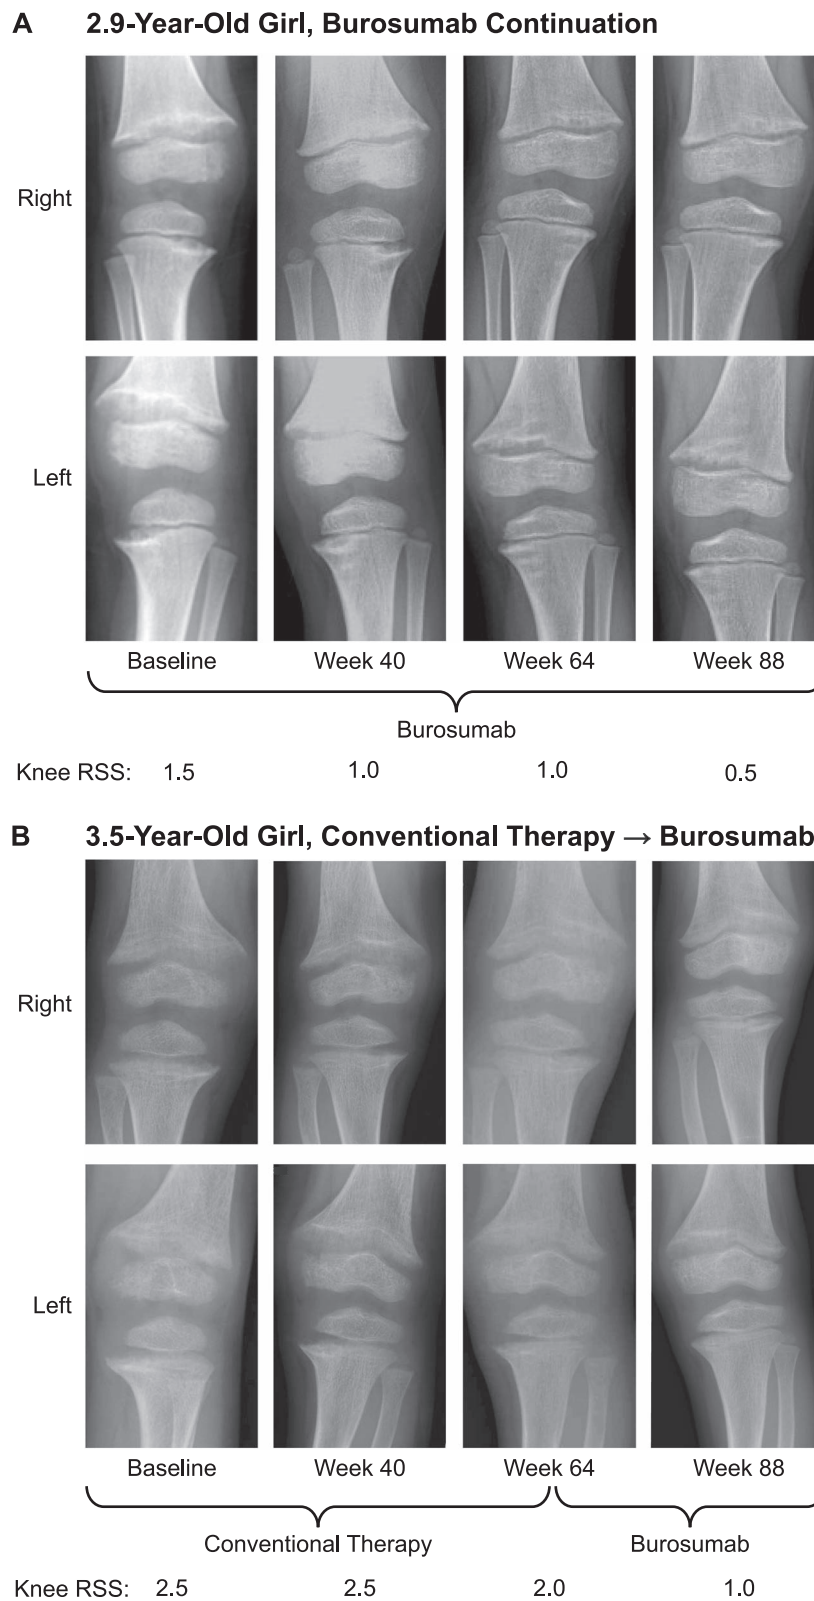 A 2.9-Year-Old Girl, Burosumab Continuation
Right
Left
Baseline Week 40 Week 64 Week 88
Burosumab
Knee RSS: 1.5 1.0 1.0 0.5
B 3.5-Year-Old Girl, Conventional Therapy → Burosumab
Right
Left
Baseline Week 40 Week 64 Week 88
Conventional Therapy Burosumab
Knee RSS: 2.5 2.5 2.0 1.0